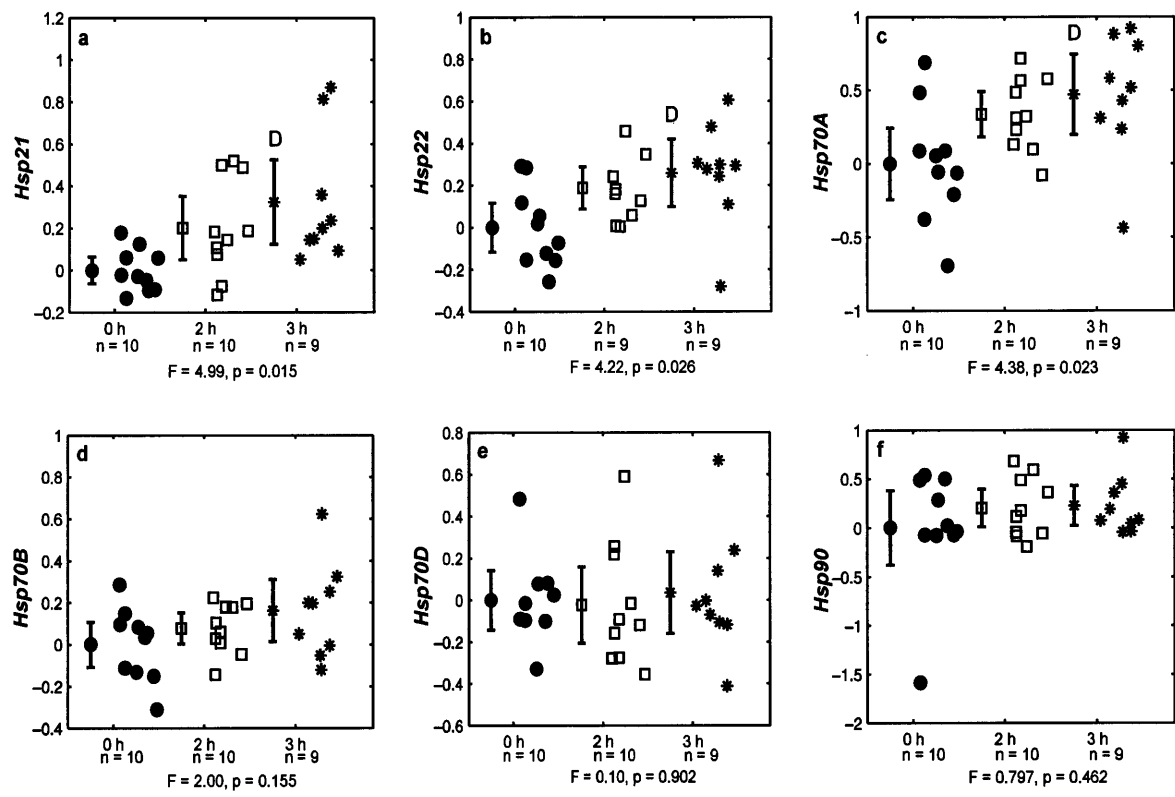 a
Hsp21
1.2
1
0.8
0.6
0.4
0.2
0
–0.2
D
0 h
n = 10
2 h
n = 10
3 h
n = 9
F = 4.99, p = 0.015
b
Hsp22
1
0.8
0.6
0.4
0.2
0
–0.2
–0.4
D
0 h
n = 10
2 h
n = 9
3 h
n = 9
F = 4.22, p = 0.026
c
Hsp70A
1
0.5
0
–0.5
–1
D
0 h
n = 10
2 h
n = 10
3 h
n = 9
F = 4.38, p = 0.023
d
Hsp70B
1
0.8
0.6
0.4
0.2
0
–0.2
–0.4
0 h
n = 10
2 h
n = 10
3 h
n = 9
F = 2.00, p = 0.155
e
Hsp70D
0.8
0.6
0.4
0.2
0
–0.2
–0.4
–0.6
0 h
n = 10
2 h
n = 10
3 h
n = 9
F = 0.10, p = 0.902
f
Hsp90
1
0.5
0
–0.5
–1
–1.5
–2
0 h
n = 10
2 h
n = 10
3 h
n = 9
F = 0.797, p = 0.462